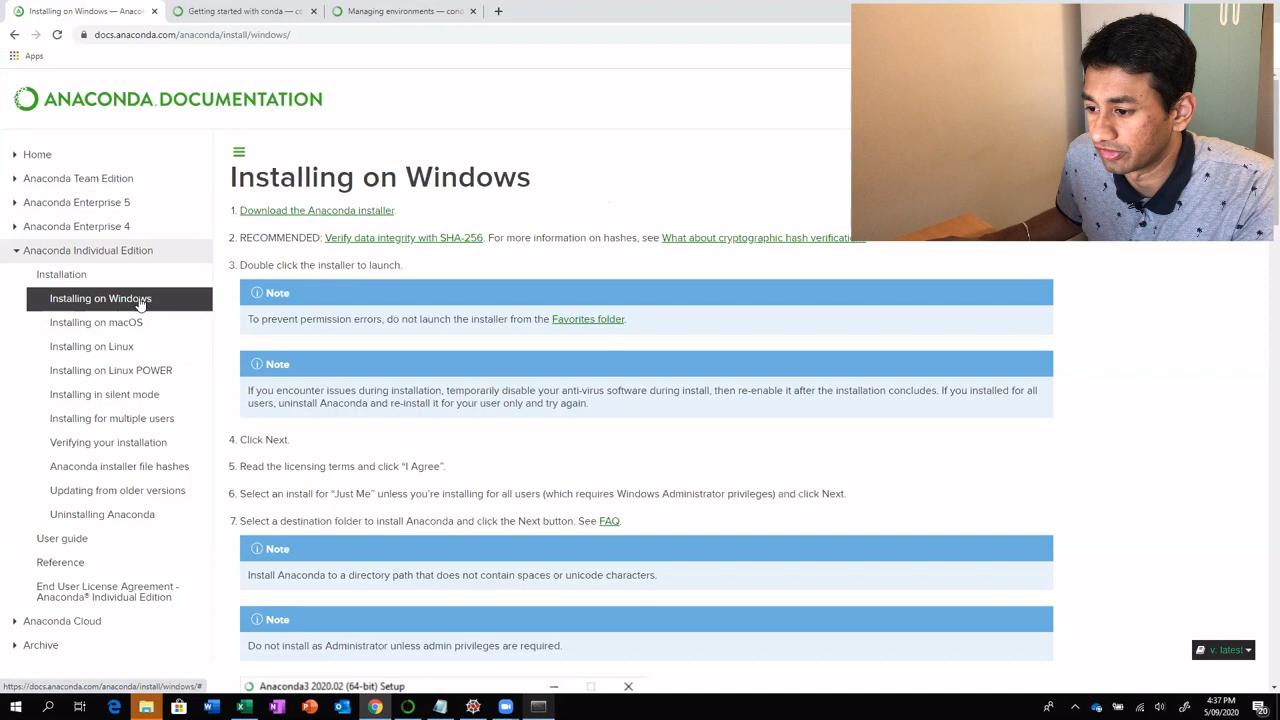 Installing on Windows — Anaco
Getting started with conda — co
Managing environments — cond
docs.anaconda.com/anaconda/install/windows/
Apps
ANACONDA.DOCUMENTATION
Home
Anaconda Team Edition
Anaconda Enterprise 5
Anaconda Enterprise 4
Anaconda Individual Edition
Installation
Installing on Windows
Installing on macOS
Installing on Linux
Installing on Linux POWER
Installing in silent mode
Installing for multiple users
Verifying your installation
Anaconda installer file hashes
Updating from older versions
Uninstalling Anaconda
User guide
Reference
End User License Agreement -
Anaconda® Individual Edition
Anaconda Cloud
Archive
Installing on Windows
1. Download the Anaconda installer.
2. RECOMMENDED: Verify data integrity with SHA-256. For more information on hashes, see What about cryptographic hash verification
3. Double click the installer to launch.
Note
To prevent permission errors, do not launch the installer from the Favorites folder.
Note
If you encounter issues during installation, temporarily disable your anti-virus software during install, then re-enable it after the installation concludes. If you installed for all
users, uninstall Anaconda and re-install it for your user only and try again.
4. Click Next.
5. Read the licensing terms and click “I Agree”.
6. Select an install for “Just Me” unless you’re installing for all users (which requires Windows Administrator privileges) and click Next.
7. Select a destination folder to install Anaconda and click the Next button. See FAQ.
Note
Install Anaconda to a directory path that does not contain spaces or unicode characters.
Note
Do not install as Administrator unless admin privileges are required.
Anaconda3 2020.02 (64-bit) Setup
v: latest
https://docs.anaconda.com/anaconda/install/windows/#
4:37 PM
5/09/2020
20